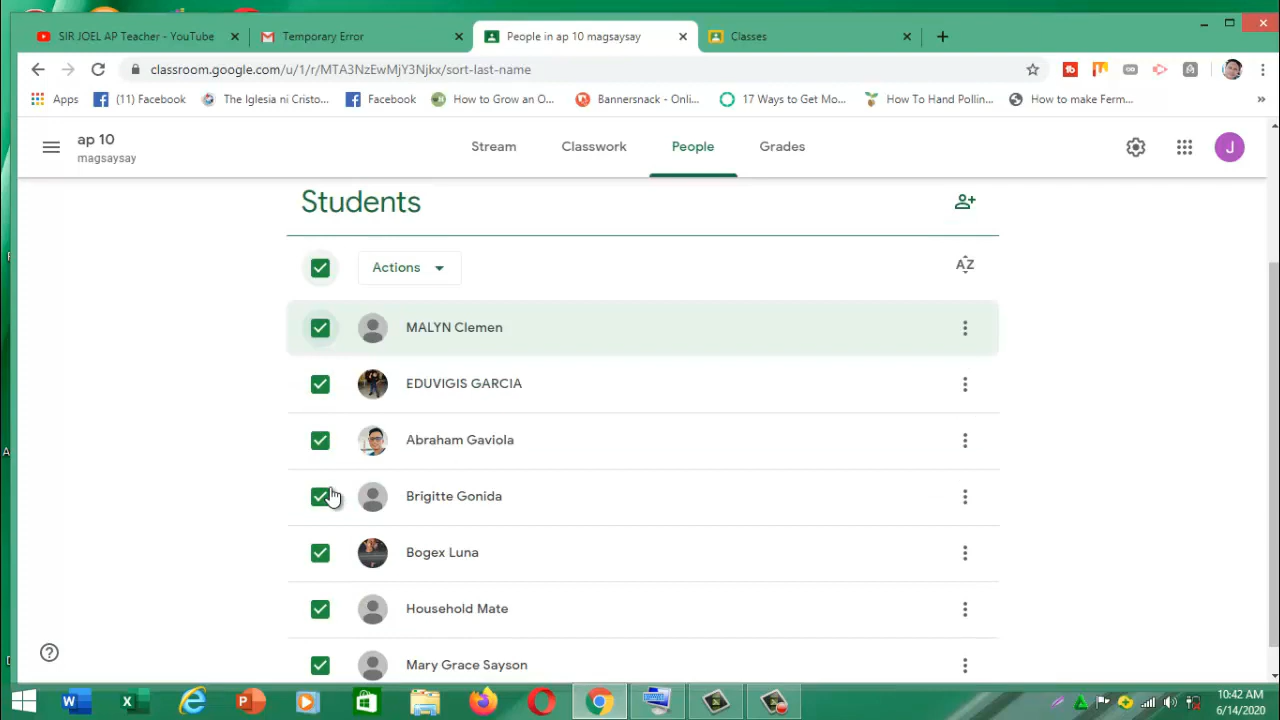 SIR JOEL AP Teacher - YouTube
Temporary Error
People in ap 10 magsaysay
Classes
classroom.google.com/u/1/r/MTA3NzEwMjY3Njkx/sort-last-name
Apps
(11) Facebook
The Iglesia ni Cristo...
Facebook
How to Grow an O...
Bannersnack - Onli...
17 Ways to Get Mo...
How To Hand Pollin...
How to make Ferm...
»
ap 10
magsaysay
Stream
Classwork
People
Grades
J
Students
Actions
AZ
MALYN Clemen
EDUVIGIS GARCIA
Abraham Gaviola
Brigitte Gonida
Bogex Luna
Household Mate
Mary Grace Sayson
10:42 AM
6/14/2020